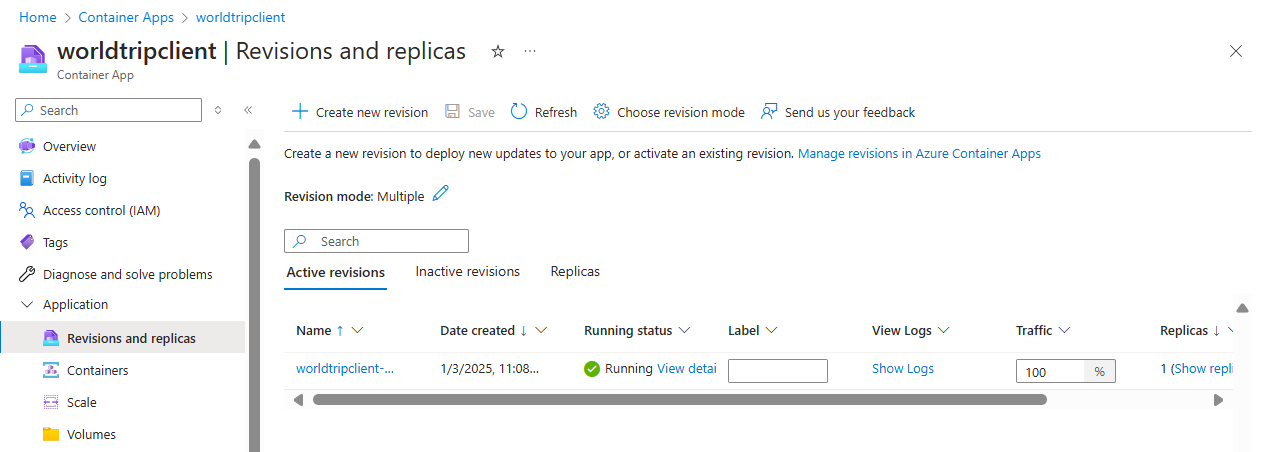 Home > Container Apps > worldtripclient
worldtripclient | Revisions and replicas
Container App
Search
Create new revision Save Refresh Choose revision mode Send us your feedback
Overview
Activity log
Access control (IAM)
Tags
Diagnose and solve problems
Application
Revisions and replicas
Containers
Scale
Volumes
Create a new revision to deploy new updates to your app, or activate an existing revision. Manage revisions in Azure Container Apps
Revision mode: Multiple
Search
Active revisions Inactive revisions Replicas
Name ↑ Date created ↓ Running status Label View Logs Traffic Replicas ↓
worldtripclient-... 1/3/2025, 11:08... Running View detai Show Logs 100 % 1 (Show repli